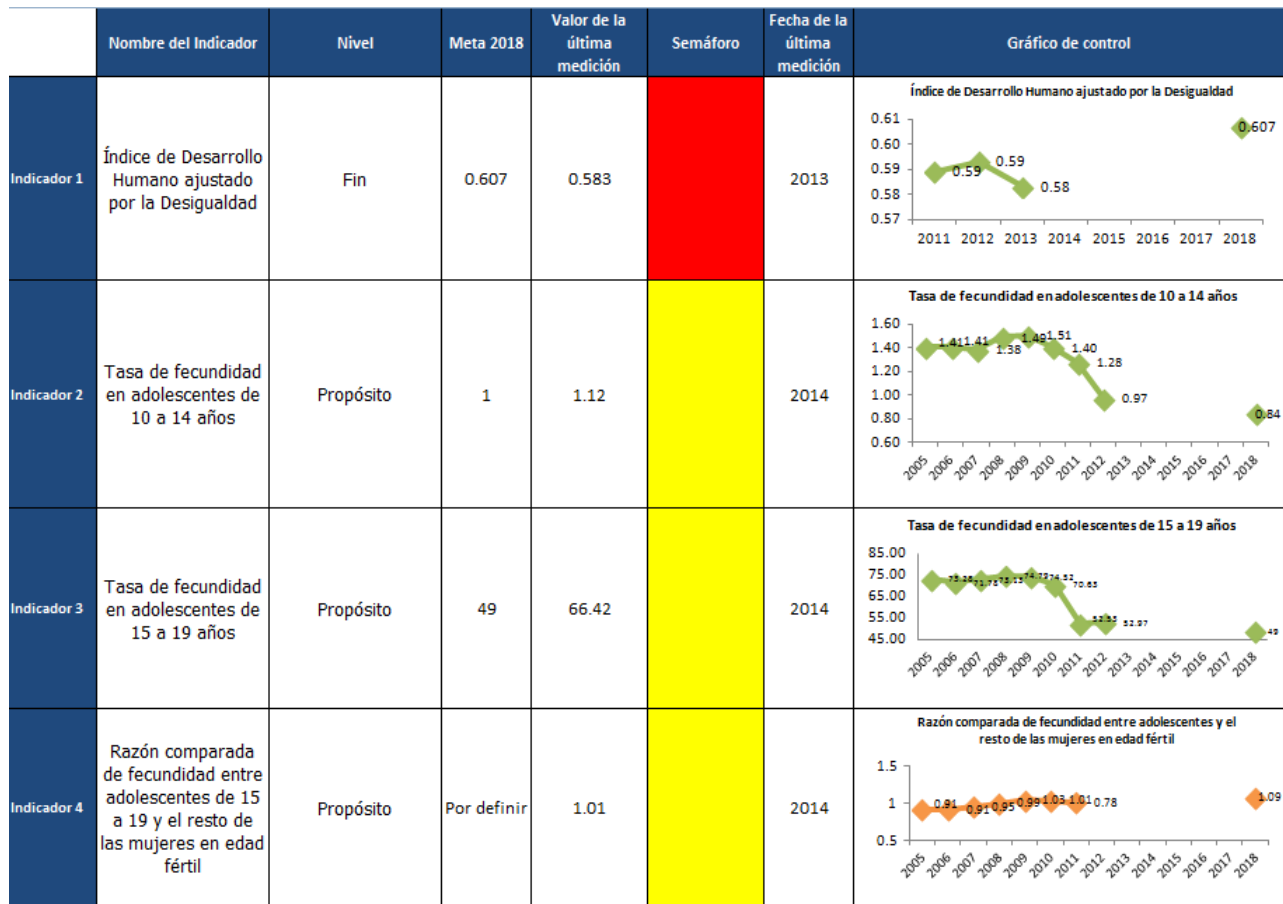 Nombre del Indicador
Nivel
Meta 2018
Valor de la
última
medición
Semáforo
Fecha de la
última
medición
Gráfico de control
Indicador 1
Índice de Desarrollo
Humano ajustado
por la Desigualdad
Fin
0.607
0.583
2013
Índice de Desarrollo Humano ajustado por la Desigualdad
0.61
0.60
0.59
0.58
0.57
0.59
0.59
0.58
0.607
2011 2012 2013 2014 2015 2016 2017 2018
Indicador 2
Tasa de fecundidad
en adolescentes de
10 a 14 años
Propósito
1
1.12
2014
Tasa de fecundidad en adolescentes de 10 a 14 años
1.60
1.40
1.20
1.00
0.80
0.60
1.41
1.41
1.38
1.49
1.51
1.40
1.28
0.97
0.84
2005 2006 2007 2008 2009 2010 2011 2012 2013 2014 2015 2016 2017 2018
Indicador 3
Tasa de fecundidad
en adolescentes de
15 a 19 años
Propósito
49
66.42
2014
Tasa de fecundidad en adolescentes de 15 a 19 años
85.00
75.00
65.00
55.00
45.00
70.65
52.97
49
2005 2006 2007 2008 2009 2010 2011 2012 2013 2014 2015 2016 2017 2018
Indicador 4
Razón comparada
de fecundidad entre
adolescentes de 15
a 19 y el resto de
las mujeres en edad
fértil
Propósito
Por definir
1.01
2014
Razón comparada de fecundidad entre adolescentes y el
resto de las mujeres en edad fértil
1.5
1
0.5
0.91
0.91
0.95
0.99
1.03
1.01
0.78
1.09
2005 2006 2007 2008 2009 2010 2011 2012 2013 2014 2015 2016 2017 2018